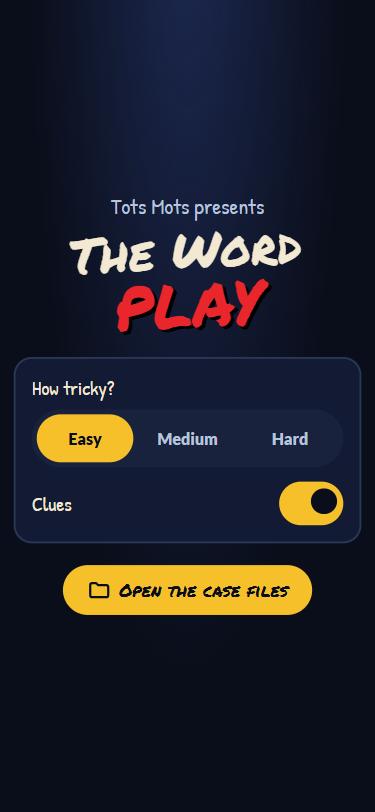 Tots Mots presents
The Word
PLAY
How tricky?
Easy Medium Hard
Clues
Open the case files